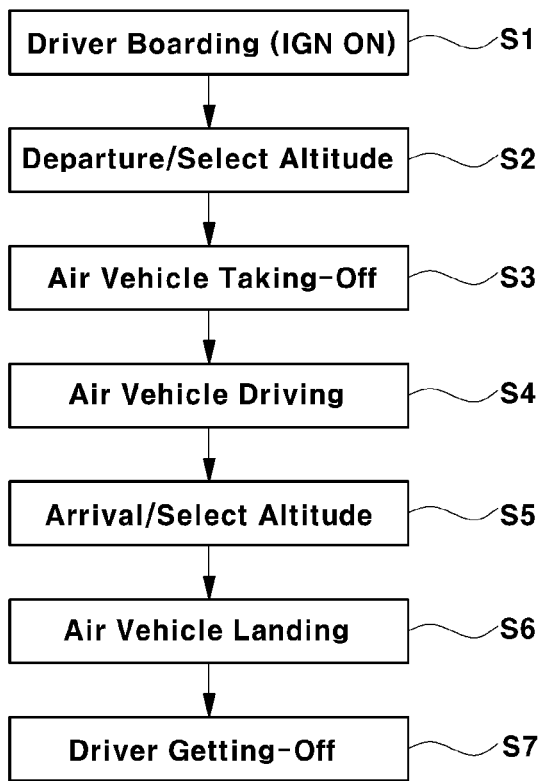 Driver Boarding (IGN ON) S1
Departure/Select Altitude S2
Air Vehicle Taking-Off S3
Air Vehicle Driving S4
Arrival/Select Altitude S5
Air Vehicle Landing S6
Driver Getting-Off S7